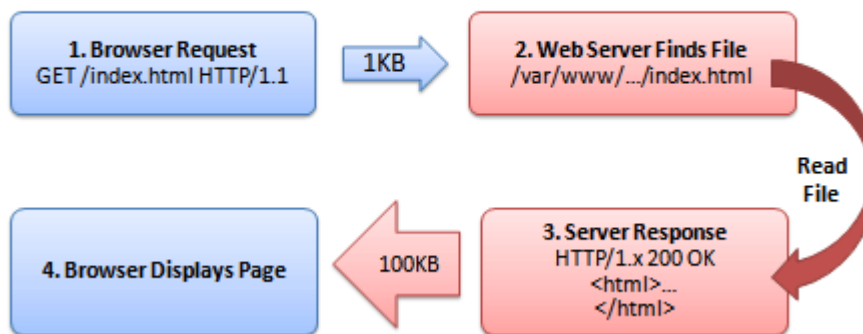 1. Browser Request
GET /index.html HTTP/1.1
1KB
2. Web Server Finds File
/var/www/.../index.html
Read
File
3. Server Response
HTTP/1.x 200 OK
<html>...
</html>
100KB
4. Browser Displays Page